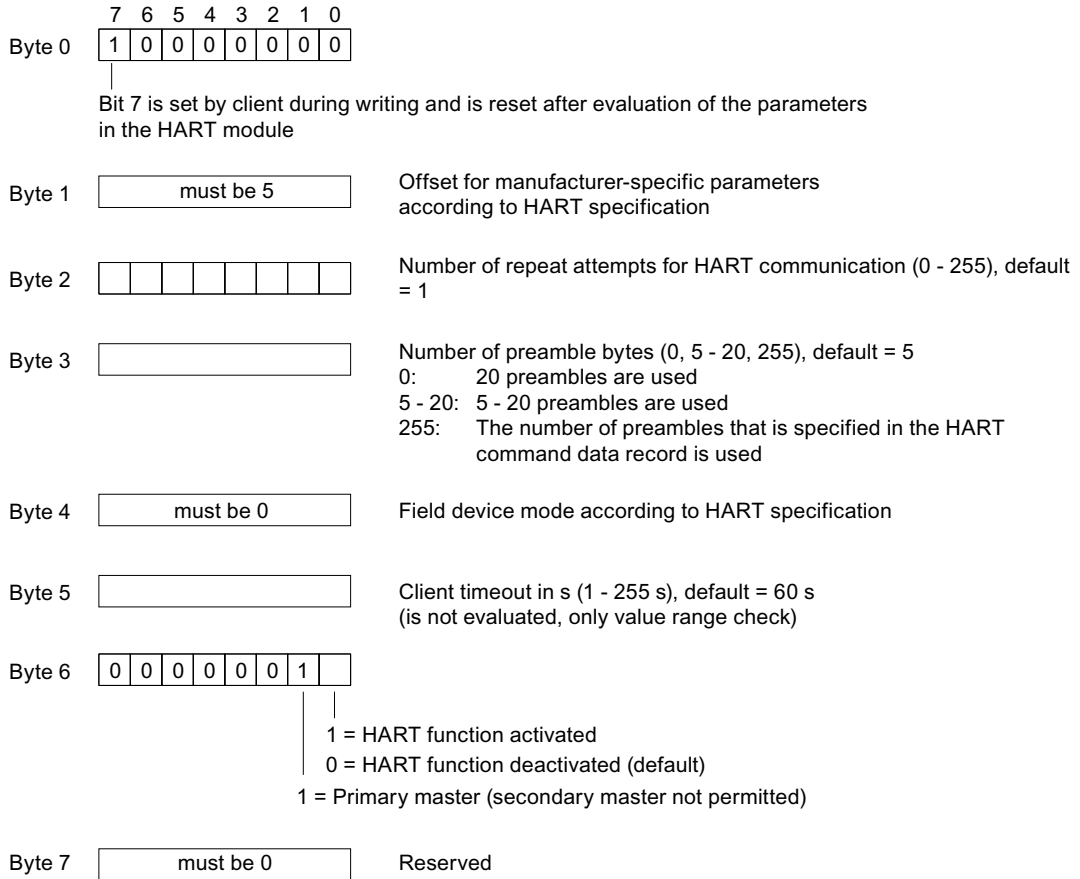 7 6 5 4 3 2 1 0
Byte 0 1 0 0 0 0 0 0 0
Bit 7 is set by client during writing and is reset after evaluation of the parameters
in the HART module
Byte 1 must be 5 Offset for manufacturer-specific parameters
according to HART specification
Byte 2 Number of repeat attempts for HART communication (0 - 255), default
= 1
Byte 3 Number of preamble bytes (0, 5 - 20, 255), default = 5
0: 20 preambles are used
5 - 20: 5 - 20 preambles are used
255: The number of preambles that is specified in the HART
command data record is used
Byte 4 must be 0 Field device mode according to HART specification
Byte 5 Client timeout in s (1 - 255 s), default = 60 s
(is not evaluated, only value range check)
Byte 6 0 0 0 0 0 0 1
1 = HART function activated
0 = HART function deactivated (default)
1 = Primary master (secondary master not permitted)
Byte 7 must be 0 Reserved